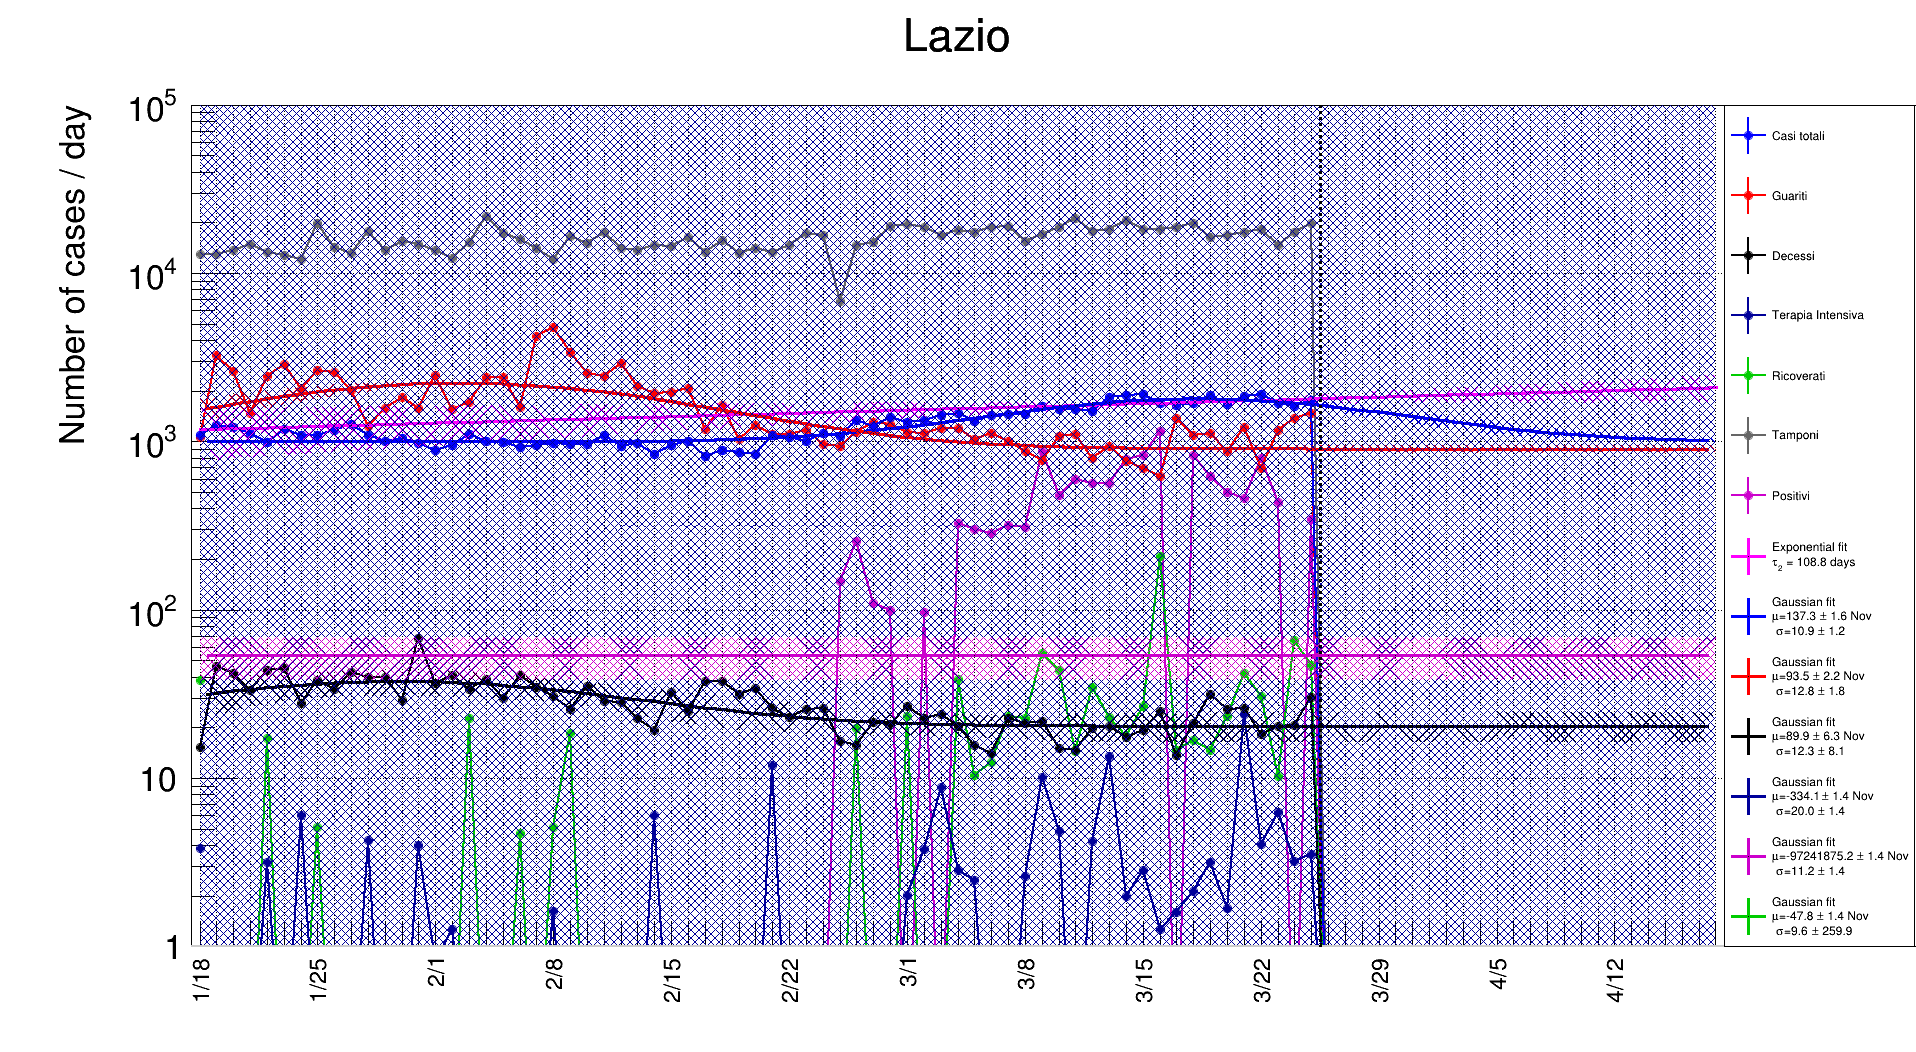 Lazio
Number of cases / day
10^5
10^4
10^3
10^2
10
1
1/18
1/25
2/1
2/8
2/15
2/22
3/1
3/8
3/15
3/22
3/29
4/5
4/12
Casi totali
Guariti
Decessi
Terapia Intensiva
Ricoverati
Tamponi
Positivi
Exponential fit
τ_2 = 108.8 days
Gaussian fit
μ=137.3 ± 1.6 Nov
σ=10.9 ± 1.2
Gaussian fit
μ=93.5 ± 2.2 Nov
σ=12.8 ± 1.8
Gaussian fit
μ=89.9 ± 6.3 Nov
σ=12.3 ± 8.1
Gaussian fit
μ=-334.1 ± 1.4 Nov
σ=20.0 ± 1.4
Gaussian fit
μ=-97241875.2 ± 1.4 Nov
σ=11.2 ± 1.4
Gaussian fit
μ=-47.8 ± 1.4 Nov
σ=9.6 ± 259.9